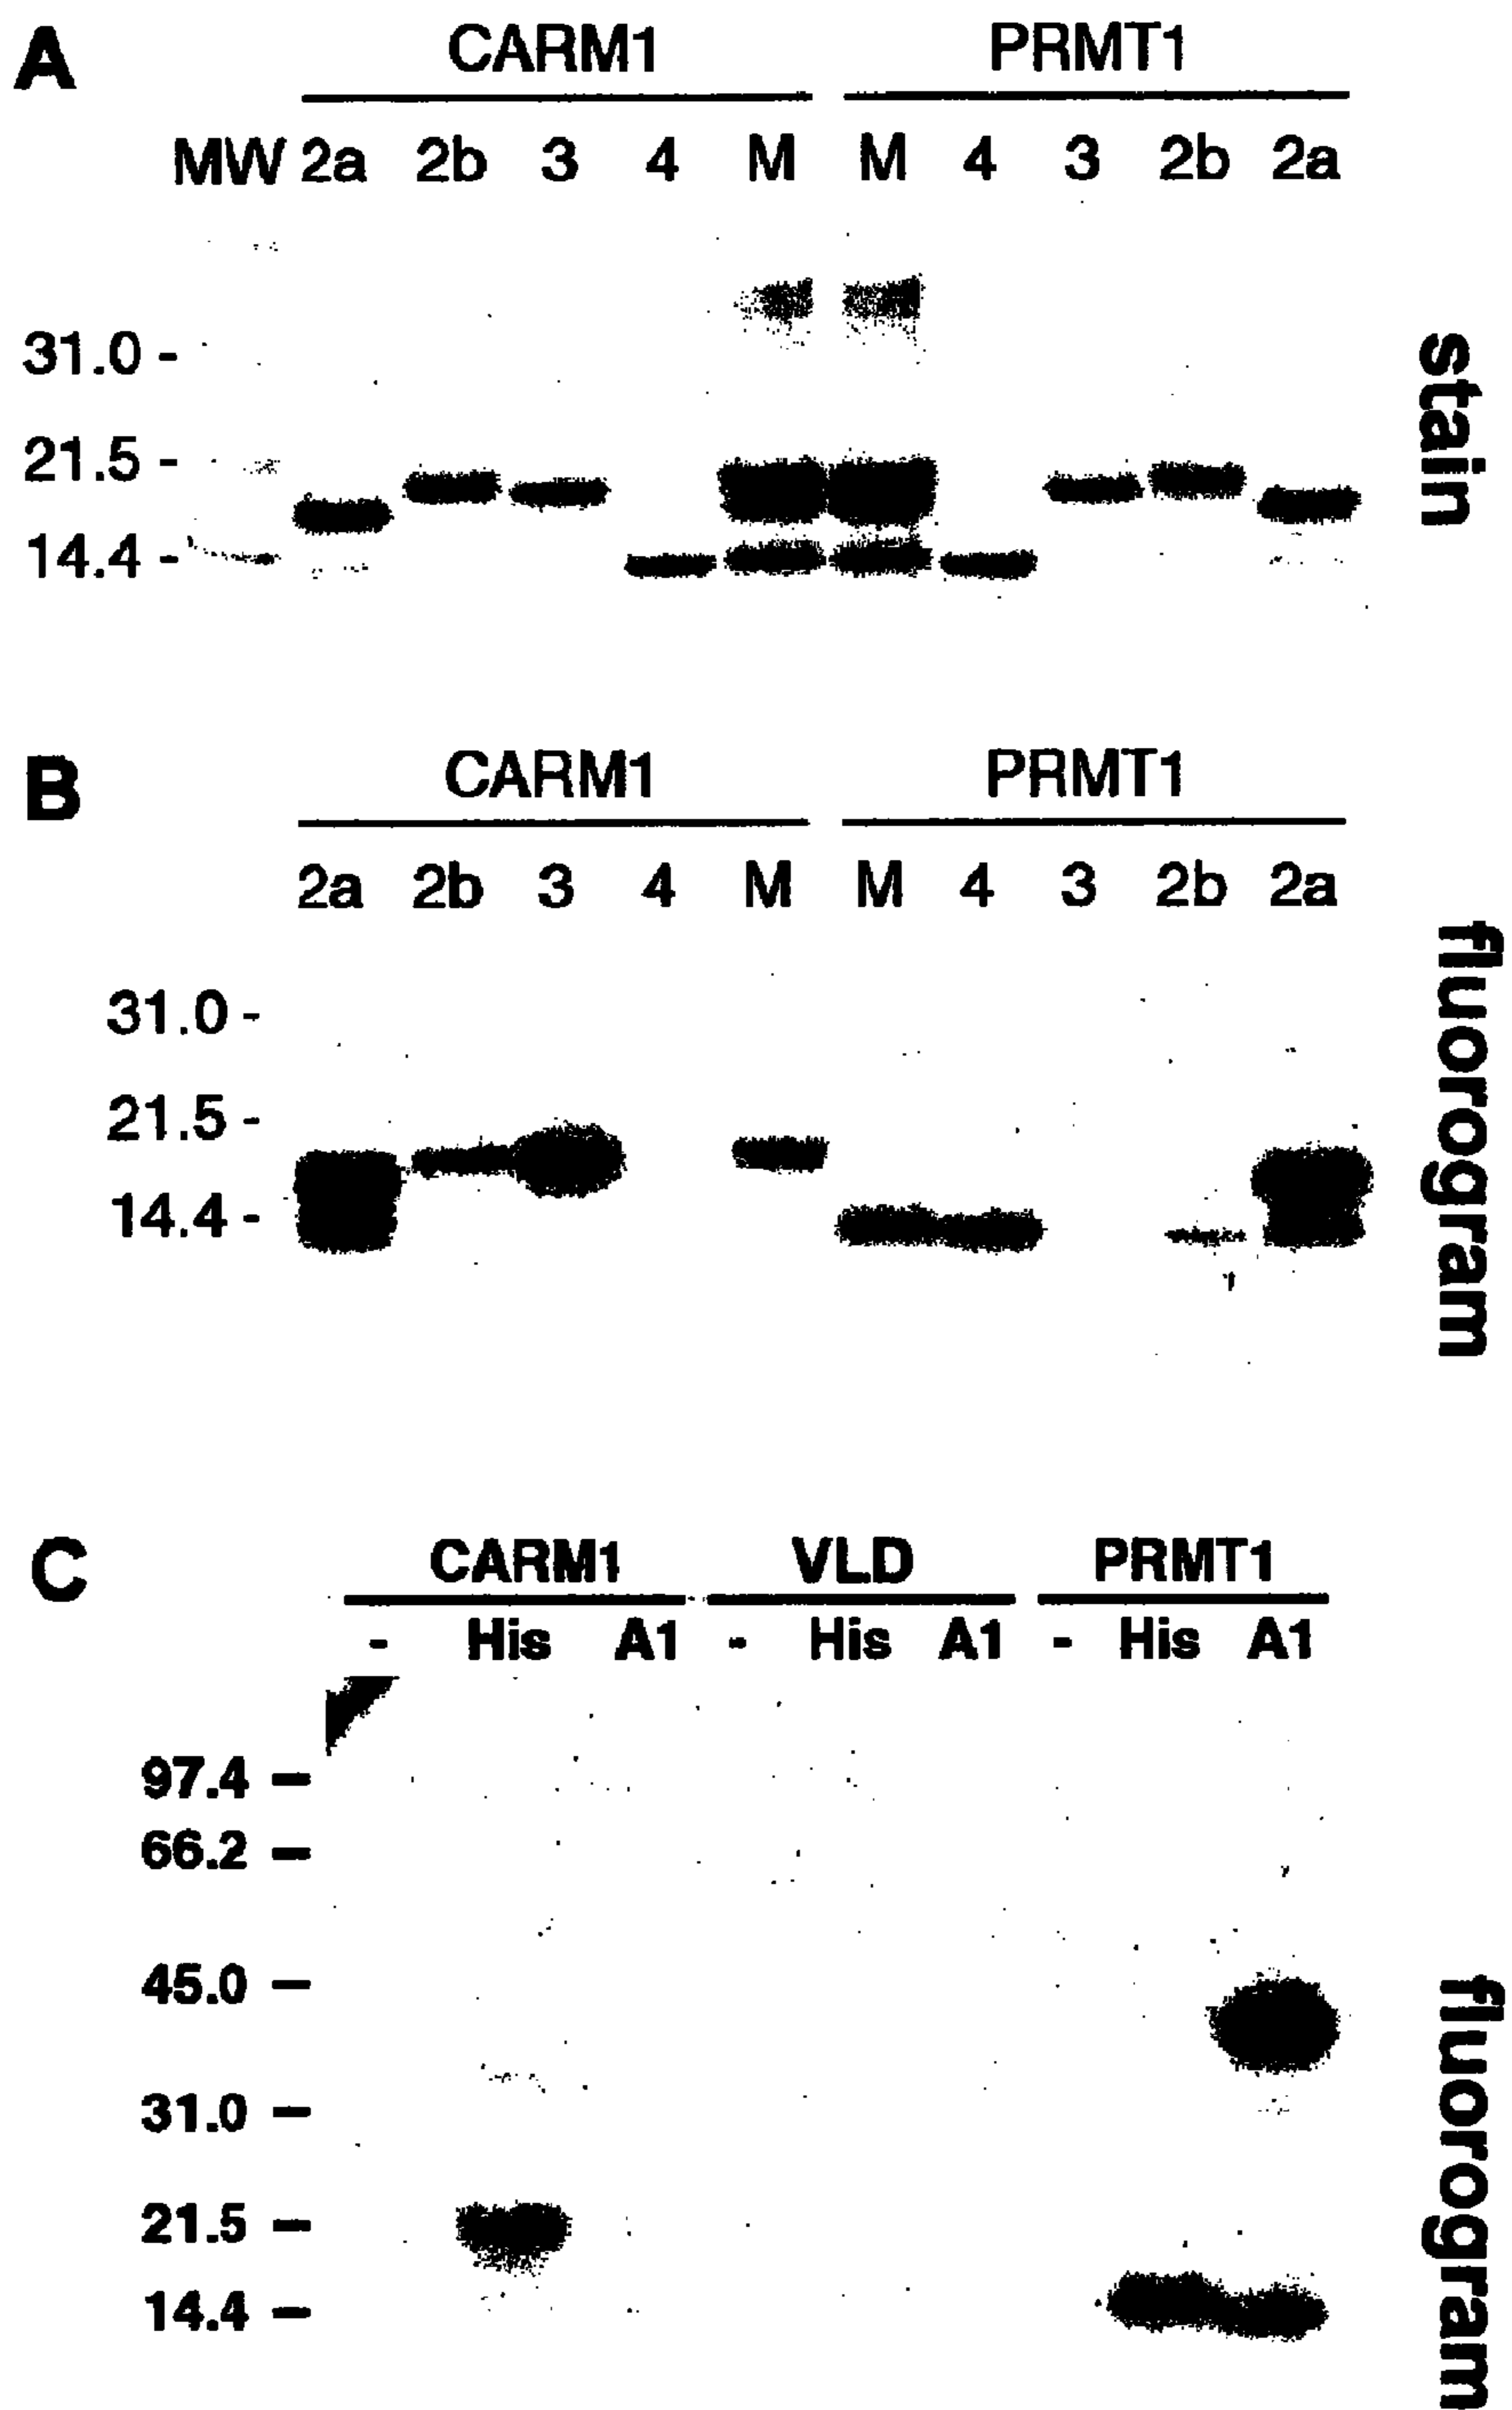 A
CARM1 PRMT1
MW 2a 2b 3 4 M M 4 3 2b 2a
31.0 -
21.5 -
14.4 -
stain
B
CARM1 PRMT1
2a 2b 3 4 M M 4 3 2b 2a
31.0 -
21.5 -
14.4 -
fluorogram
C
CARM1 VLD PRMT1
- His A1 - His A1 - His A1
97.4 -
66.2 -
45.0 -
31.0 -
21.5 -
14.4 -
fluorogram